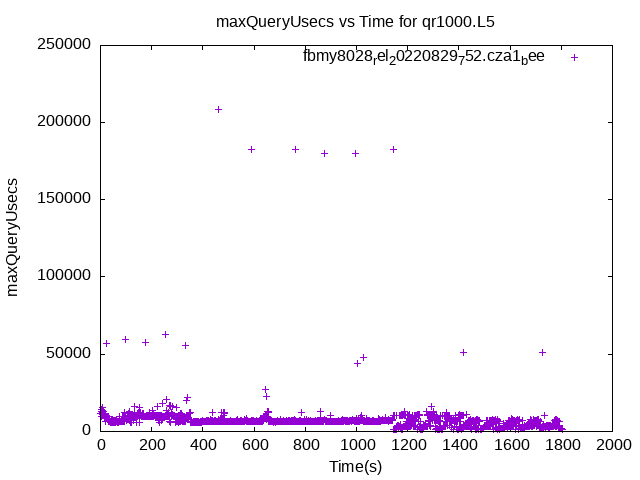 maxQueryUsecs vs Time for qr1000.L5
250000
fbmy8028rel20220829752.cza1bee
200000
maxQueryUsecs
150000
100000
50000
0
0 200 400 600 800 1000 1200 1400 1600 1800 2000
Time(s)